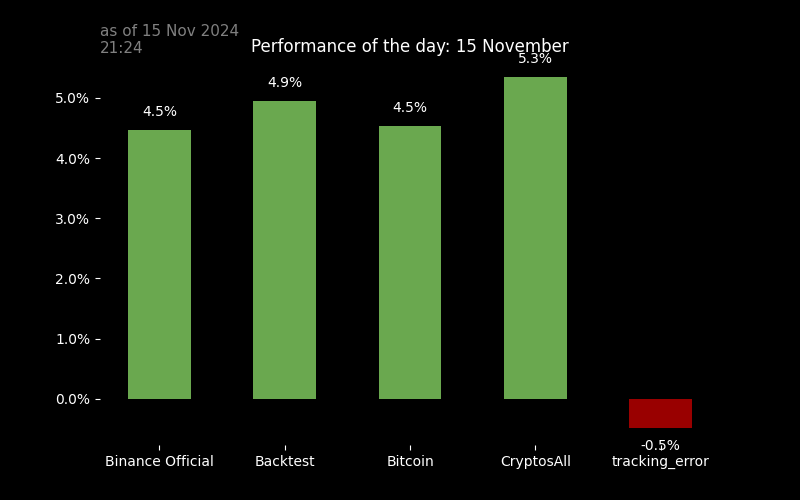 as of 15 Nov 2024
21:24
Performance of the day: 15 November
5.3%
4.9%
4.5%
4.5%
5.0%
4.0%
3.0%
2.0%
1.0%
0.0%
-0.5%
Binance Official
Backtest
Bitcoin
CryptosAll
tracking_error